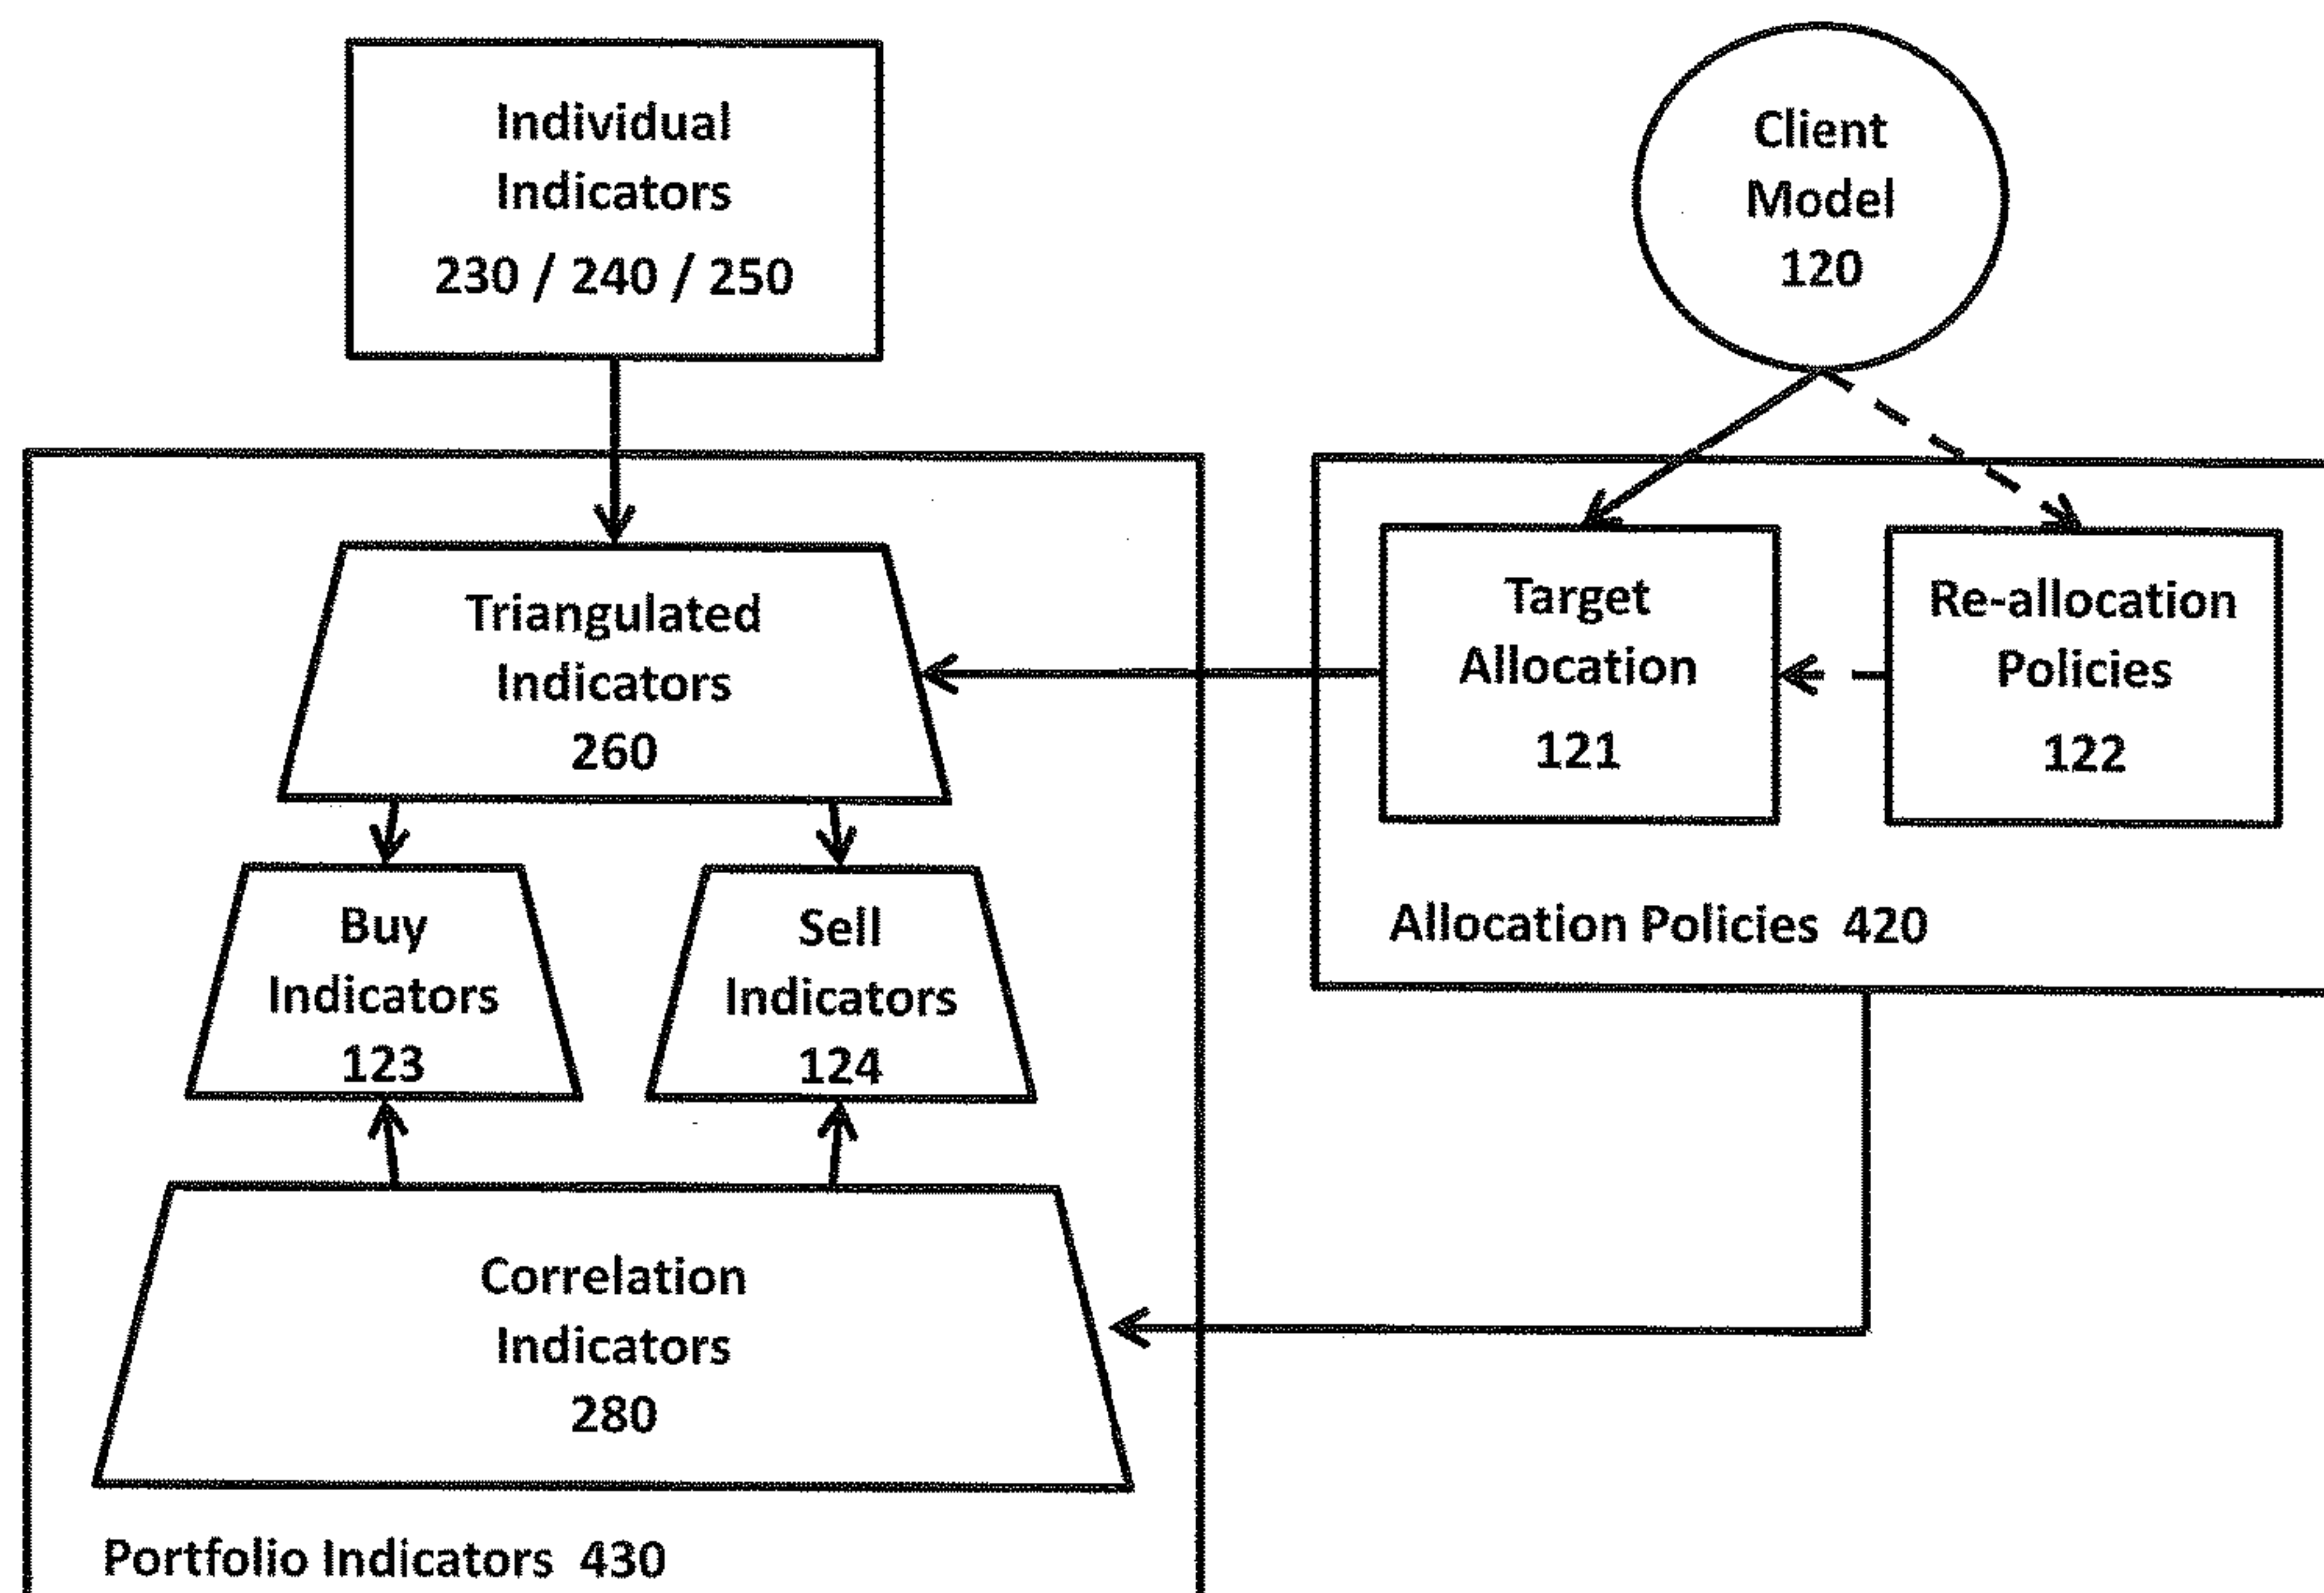 Individual
Indicators
230 / 240 / 250
Client
Model
120
Triangulated
Indicators
260
Target
Allocation
121
Re-allocation
Policies
122
Buy
Indicators
123
Sell
Indicators
124
Allocation Policies 420
Correlation
Indicators
280
Portfolio Indicators 430